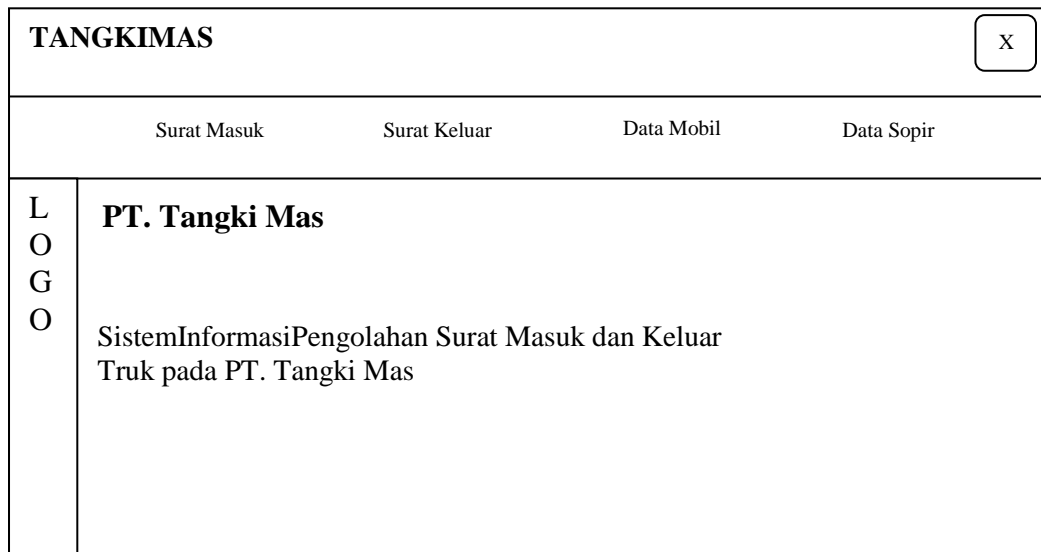 TANGKIMAS
X
Surat Masuk Surat Keluar Data Mobil Data Sopir
L
O
G
O
PT. Tangki Mas
SistemInformasiPengolahan Surat Masuk dan Keluar
Truk pada PT. Tangki Mas